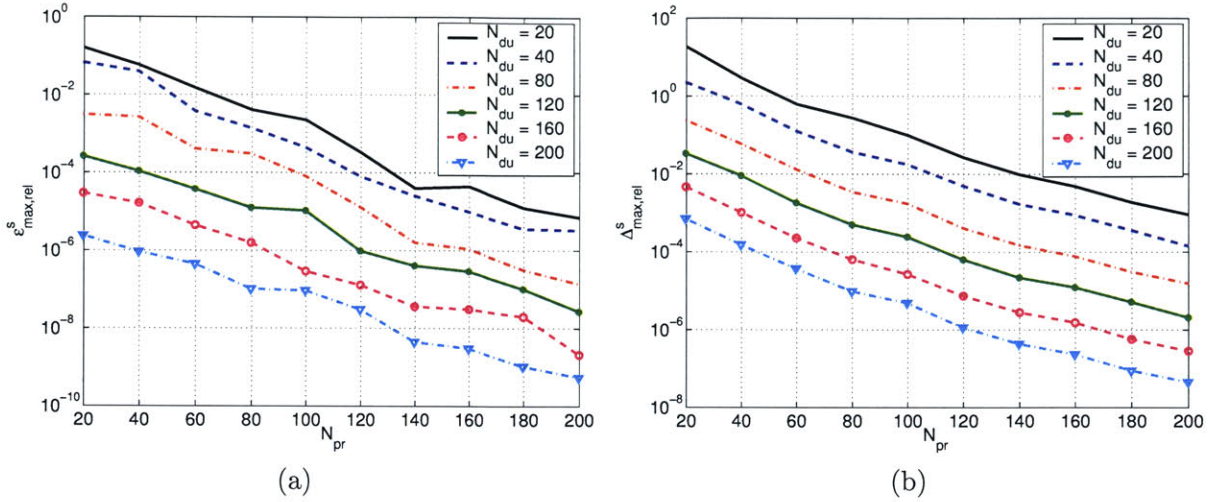 10^0
10^-2
10^-4
10^-6
10^-8
10^-10
ε^s_max,rel
20 40 60 80 100 120 140 160 180 200
N_pr
N_du = 20
N_du = 40
N_du = 80
N_du = 120
N_du = 160
N_du = 200
(a)
10^2
10^0
10^-2
10^-4
10^-6
10^-8
Δ^s_max,rel
20 40 60 80 100 120 140 160 180 200
N_pr
N_du = 20
N_du = 40
N_du = 80
N_du = 120
N_du = 160
N_du = 200
(b)